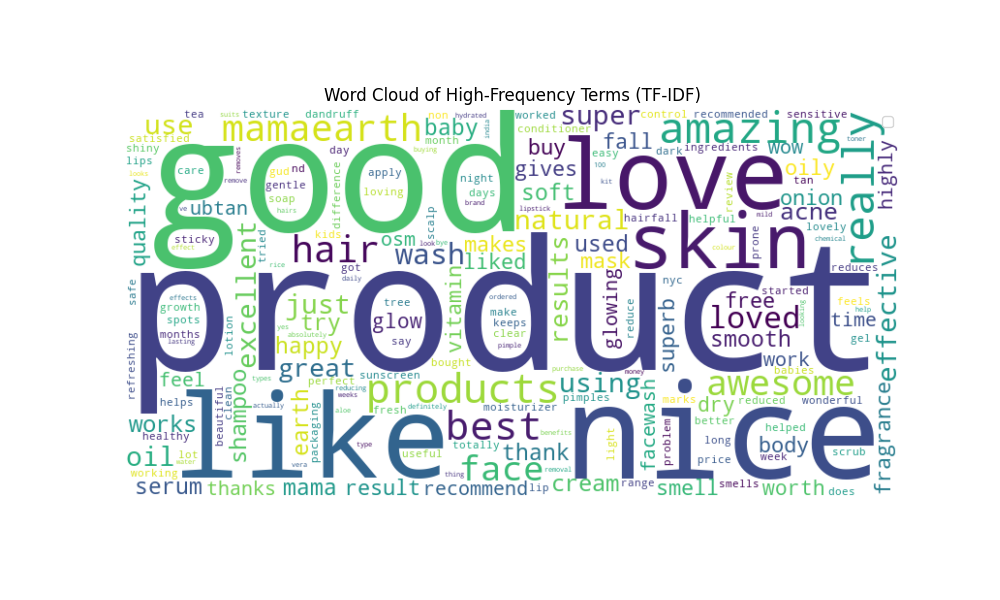 Word Cloud of High-Frequency Terms (TF-IDF)
tea
suits
texture
dandruff
non
hydrated
india
worked
super
control
recommended
sensitive
use
mamaearth
baby
conditioner
fall
amazing
toner
satisfied
month
buying
buy
easy
dark
ingredients
wow
really
highly
shiny
day
good
love
looks
lips
removes
remove
care
gud
nd
gentle
soap
hairs
difference
apply
loving
night
days
brand
gives
100
kit
review
oily
tan
onion
quality
ve
ubtan
scalp
soft
lipstick
mild
acne
natural
hairfall
helpful
skin
lovely
chemical
sticky
effect
tried
kids
hair
osm
look
bye
makes
used
colour
prone
excellent
wash
liked
mask
reduces
rice
got
daily
vitamin
results
glowing
nyc
effective
safe
product
effects
growth
spots
months
lasting
just
try
tree
glow
say
ordered
make
keeps
clear
pimple
reduce
superb
started
free
loved
smooth
looking
feels
help
time
gel
lotion
yes
absolutely
happy
refreshing
great
bought
purchase
money
work
babies
feel
types
perfect
sunscreen
products
using
awesome
helps
shampoo
reducing
weeks
pimples
marks
reduced
wonderful
fragrance
beautiful
clean
actually
earth
packaging
aloe
fresh
definitely
moisturizer
facewash
dry
better
works
like
best
nice
healthy
type
useful
totally
thank
benefits
light
problem
long
helped
body
oil
lot
water
vera
face
removal
price
week
scrub
working
thing
serum
thanks
mama
result
recommend
lip
cream
range
smell
smells
worth
does